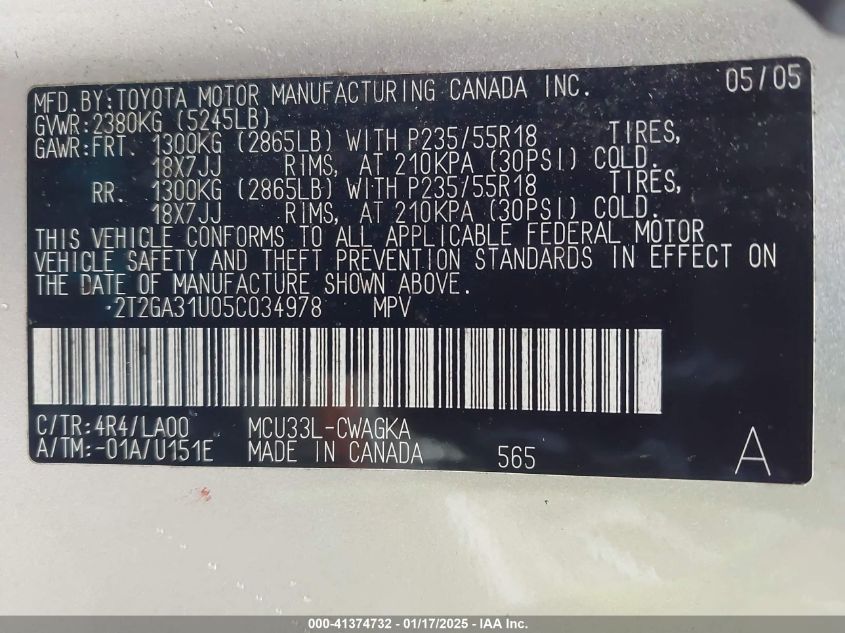 MFD.BY:TOYOTA MOTOR MANUFACTURING CANADA INC. 05/05
GVWR:2380KG (5245LB)
GAWR:FRT. 1300KG (2865LB) WITH P235/55R18 TIRES,
18X7JJ RIMS, AT 210KPA (30PSI) COLD.
RR. 1300KG (2865LB) WITH P235/55R18 TIRES,
18X7JJ RIMS, AT 210KPA (30PSI) COLD.
THIS VEHICLE CONFORMS TO ALL APPLICABLE FEDERAL MOTOR
VEHICLE SAFETY AND THEFT PREVENTION STANDARDS IN EFFECT ON
THE DATE OF MANUFACTURE SHOWN ABOVE.
·2T2GA31U05C034978 MPV
C/TR:4R4/LA00 MCU33L-CWAGKA
A/TM:-01A/U151E MADE IN CANADA 565 A
000-41374732 - 01/17/2025 - IAA Inc.